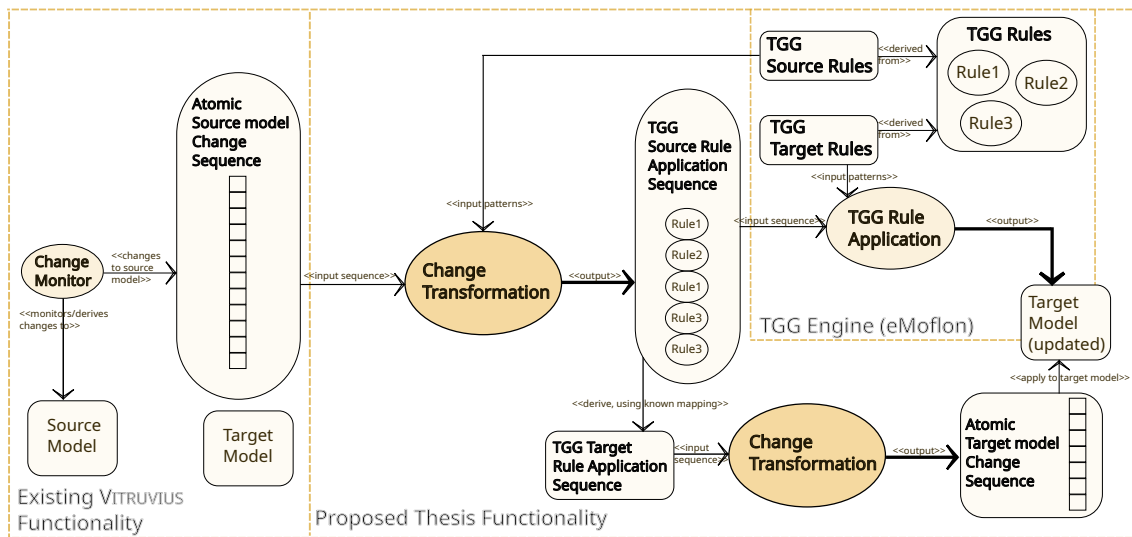 Atomic
Source model
Change
Sequence
Change
Monitor
<<changes
to source
model>>
<<monitors/derives
changes to>>
Source
Model
Target
Model
Existing VITRUVIUS
Functionality
<<input sequence>>
<<input patterns>>
Change
Transformation
<<output>>
TGG
Source Rule
Application
Sequence
Rule1
Rule2
Rule1
Rule3
Rule3
TGG
Source Rules
<<derived
from>>
TGG
Target Rules
<<derived
from>>
TGG Rules
Rule1
Rule2
Rule3
<<input patterns>>
<<input sequence>>
TGG Rule
Application
<<output>>
TGG Engine (eMoflon)
Target
Model
(updated)
<<apply to target model>>
<<derive, using known mapping>>
TGG Target
Rule Application
Sequence
<<input
sequence>>
Change
Transformation
<<output>>
Atomic
Target model
Change
Sequence
Proposed Thesis Functionality